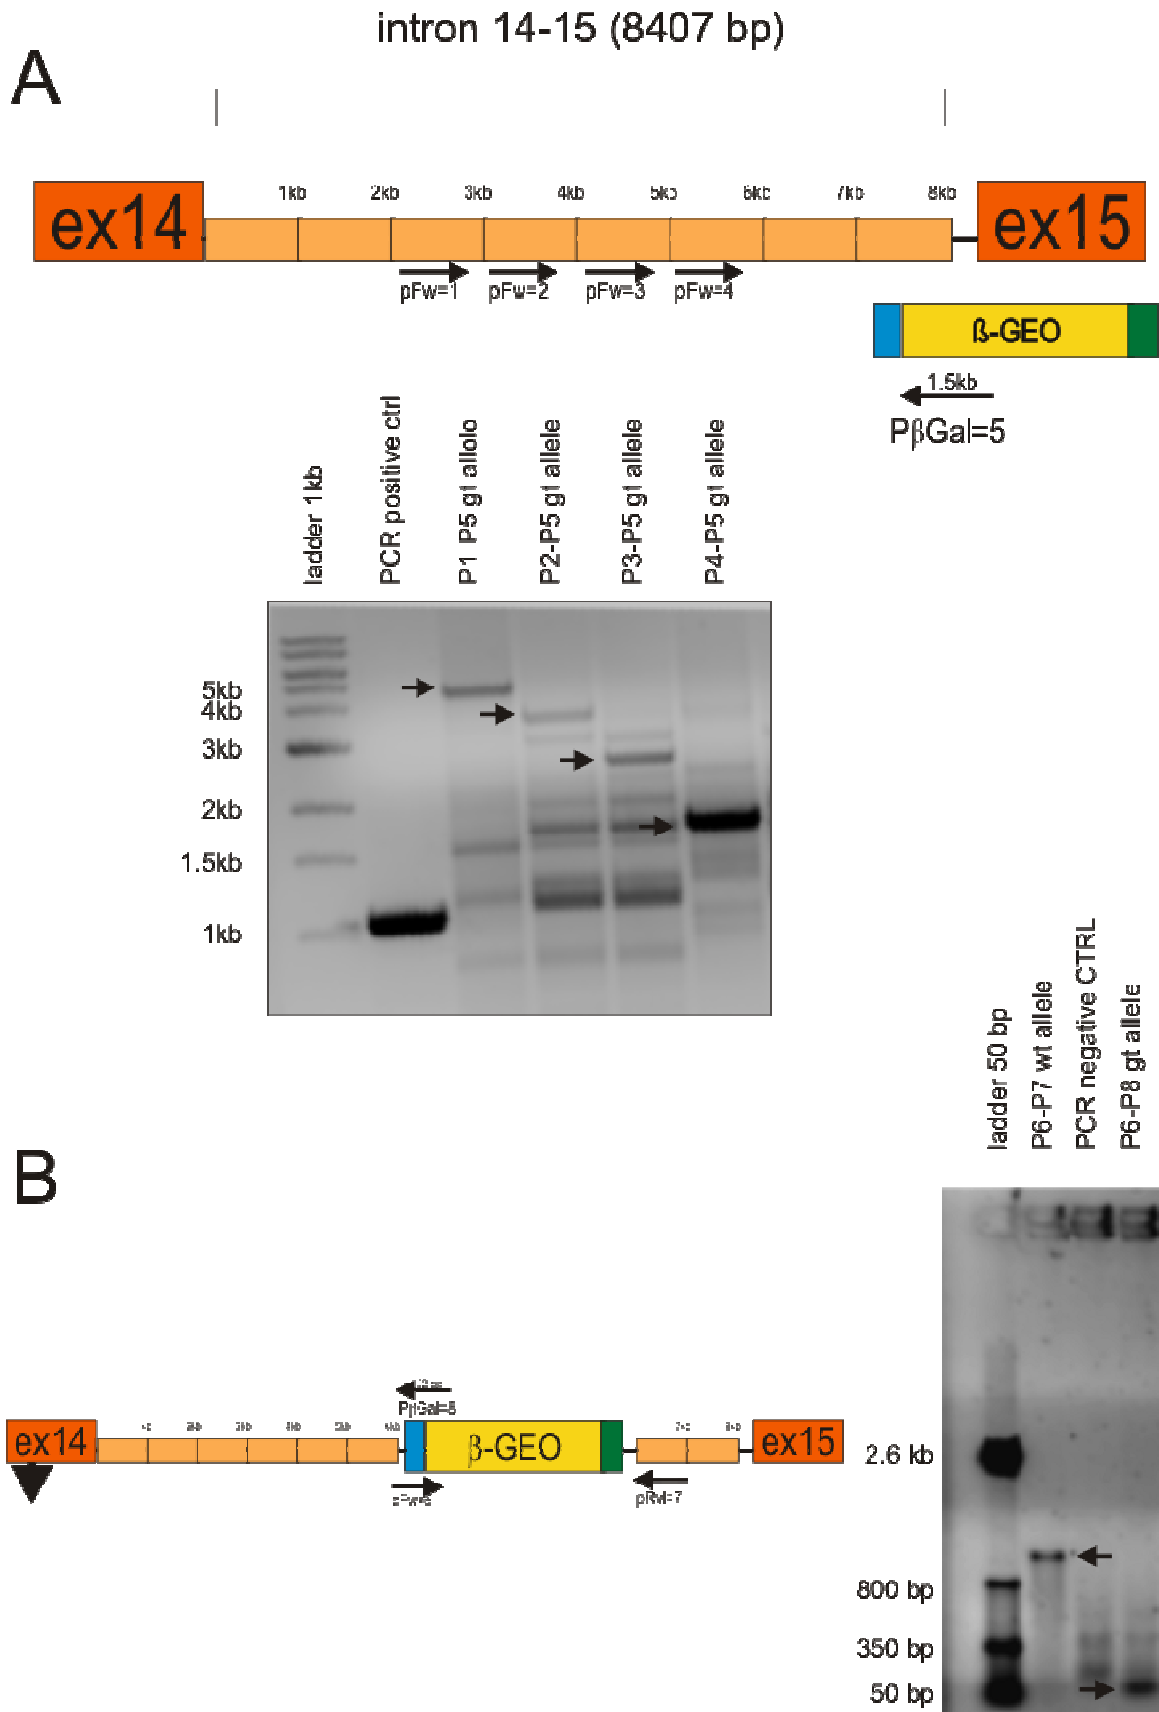 intron 14-15 (8407 bp)
A
1kb 2kb 3kb 4kb 5kb 6kb 7kb 8kb
ex14 ex15
pFw=1 pFw=2 pFw=3 pFw=4
ß-GEO
1.5kb
PβGal=5
ladder 1kb
PCR positive ctrl
P1 P5 gt allele
P2-P5 gt allele
P3-P5 gt allele
P4-P5 gt allele
5kb
4kb
3kb
2kb
1.5kb
1kb
ladder 50 bp
P6-P7 wt allele
PCR negative CTRL
P6-P8 gt allele
B
PβGal=8
ex14 β-GEO ex15
pRw=7
2.6 kb
800 bp
350 bp
50 bp